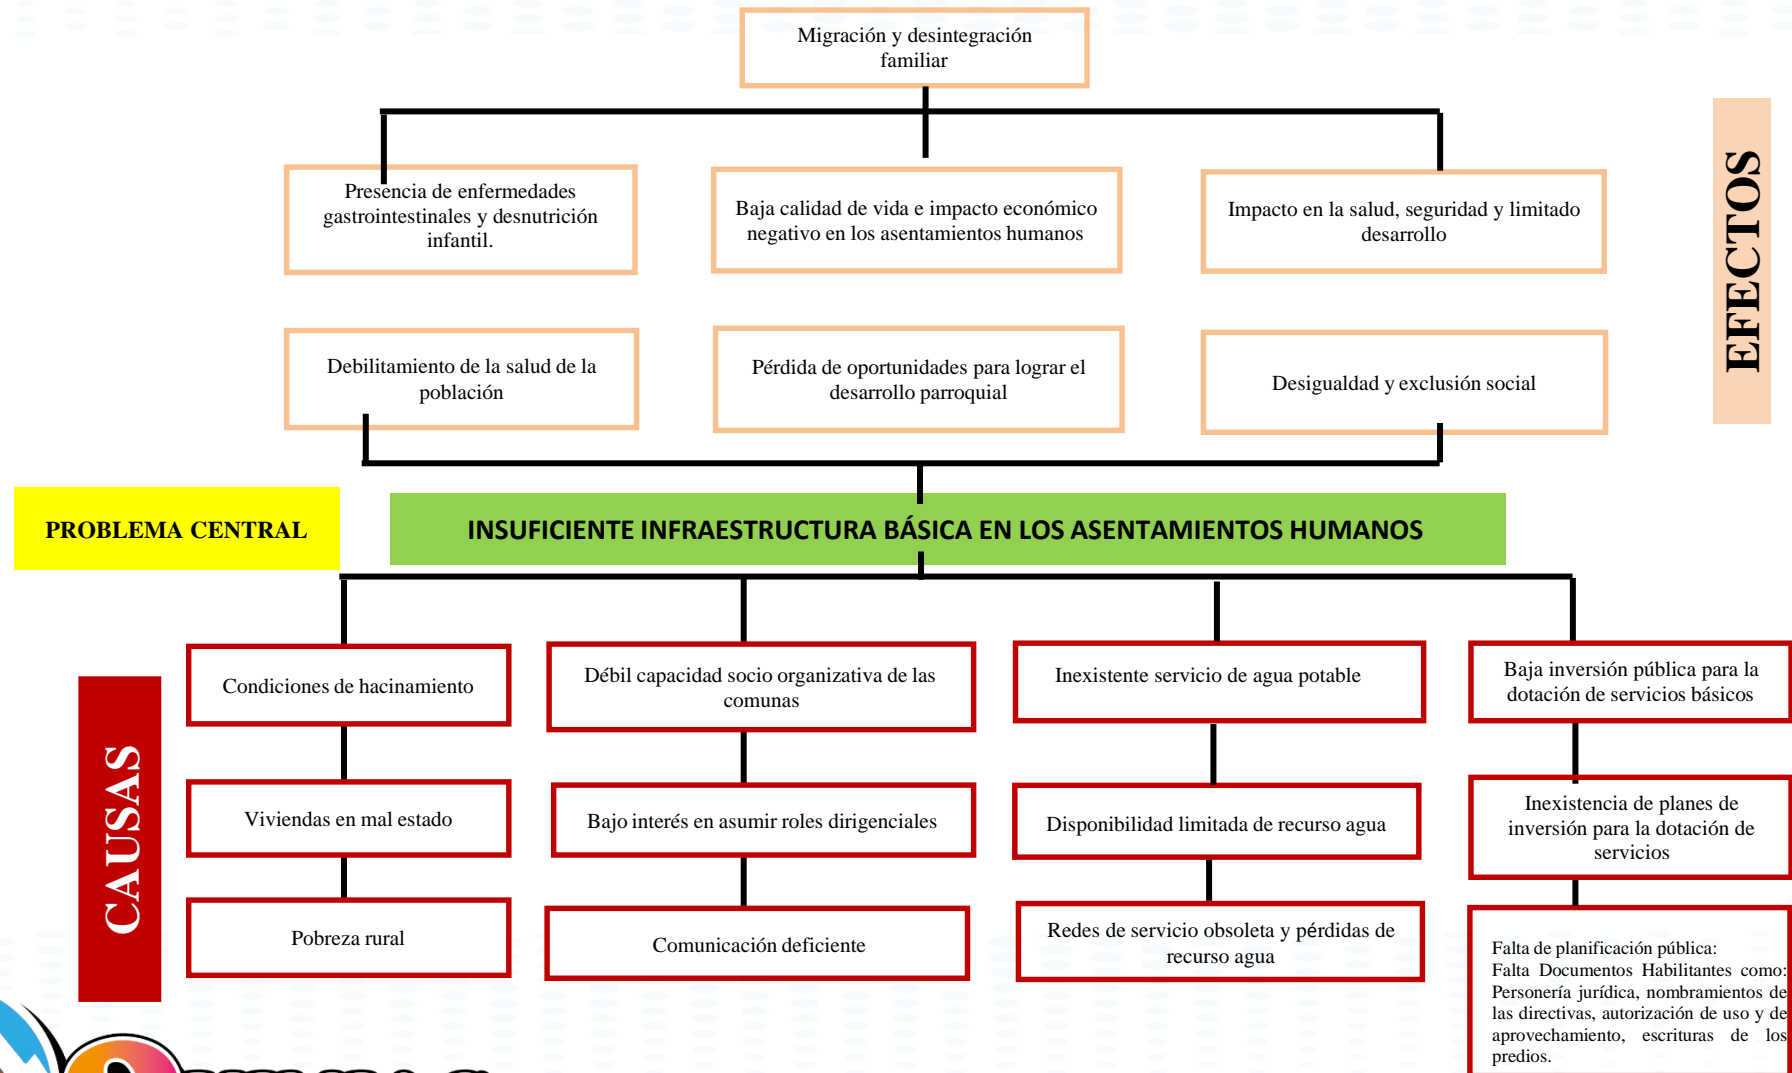 Migración y desintegración
familiar
Presencia de enfermedades
gastrointestinales y desnutrición
infantil.
Baja calidad de vida e impacto económico
negativo en los asentamientos humanos
Impacto en la salud, seguridad y limitado
desarrollo
EFECTOS
Debilitamiento de la salud de la
población
Pérdida de oportunidades para lograr el
desarrollo parroquial
Desigualdad y exclusión social
PROBLEMA CENTRAL
INSUFICIENTE INFRAESTRUCTURA BÁSICA EN LOS ASENTAMIENTOS HUMANOS
CAUSAS
Condiciones de hacinamiento
Débil capacidad socio organizativa de las
comunas
Inexistente servicio de agua potable
Baja inversión pública para la
dotación de servicios básicos
Viviendas en mal estado
Bajo interés en asumir roles dirigenciales
Disponibilidad limitada de recurso agua
Inexistencia de planes de
inversión para la dotación de
servicios
Pobreza rural
Comunicación deficiente
Redes de servicio obsoleta y pérdidas de
recurso agua
Falta de planificación pública:
Falta Documentos Habilitantes como:
Personería jurídica, nombramientos de
las directivas, autorización de uso y de
aprovechamiento, escrituras de los
predios.